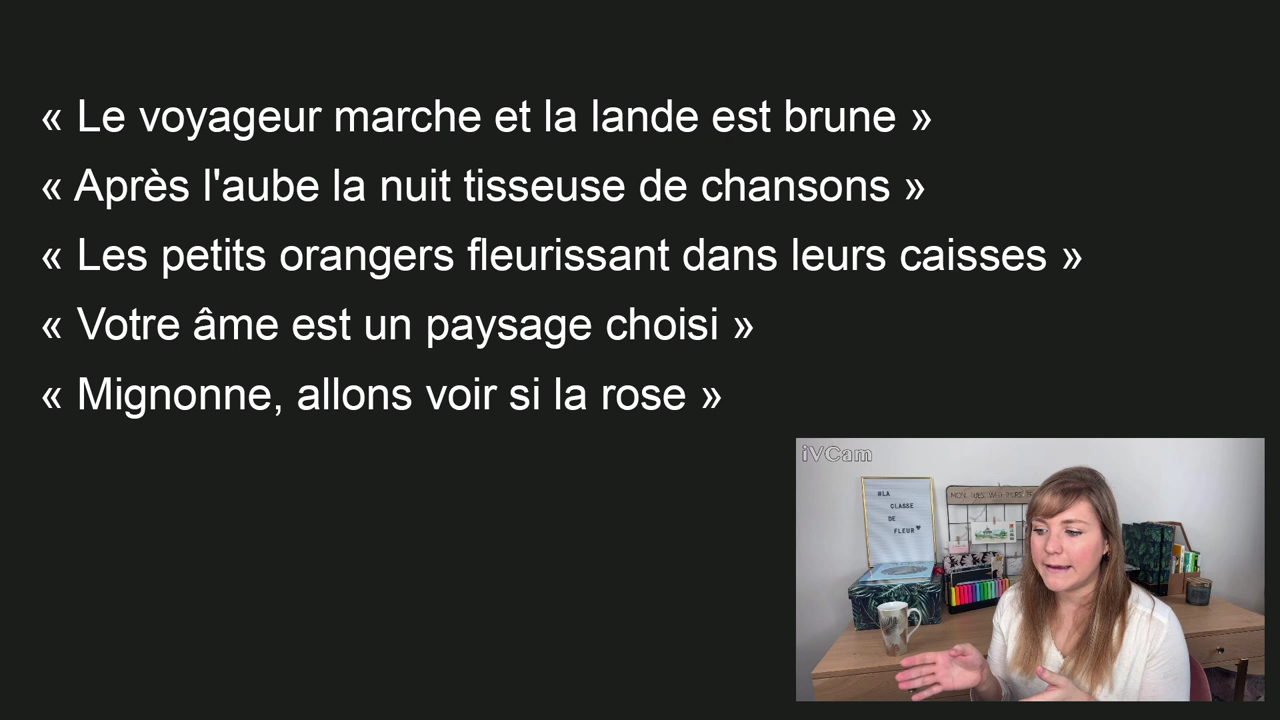 « Le voyageur marche et la lande est brune »
« Après l'aube la nuit tisseuse de chansons »
« Les petits orangers fleurissant dans leurs caisses »
« Votre âme est un paysage choisi »
« Mignonne, allons voir si la rose »
iVCam
#LA
CLASSE
DE
FLEUR♥